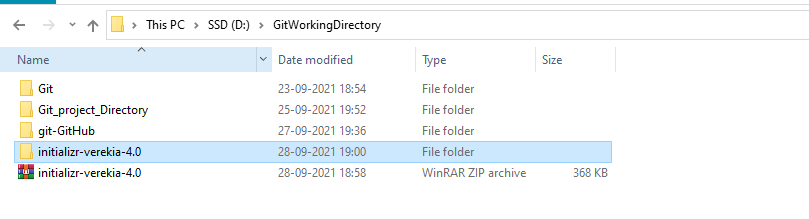 This PC > SSD (D:) > GitWorkingDirectory
Name Date modified Type Size
Git 23-09-2021 18:54 File folder
Git_project_Directory 25-09-2021 19:52 File folder
git-GitHub 27-09-2021 19:36 File folder
initializr-verekia-4.0 28-09-2021 19:00 File folder
initializr-verekia-4.0 28-09-2021 18:58 WinRAR ZIP archive 368 KB